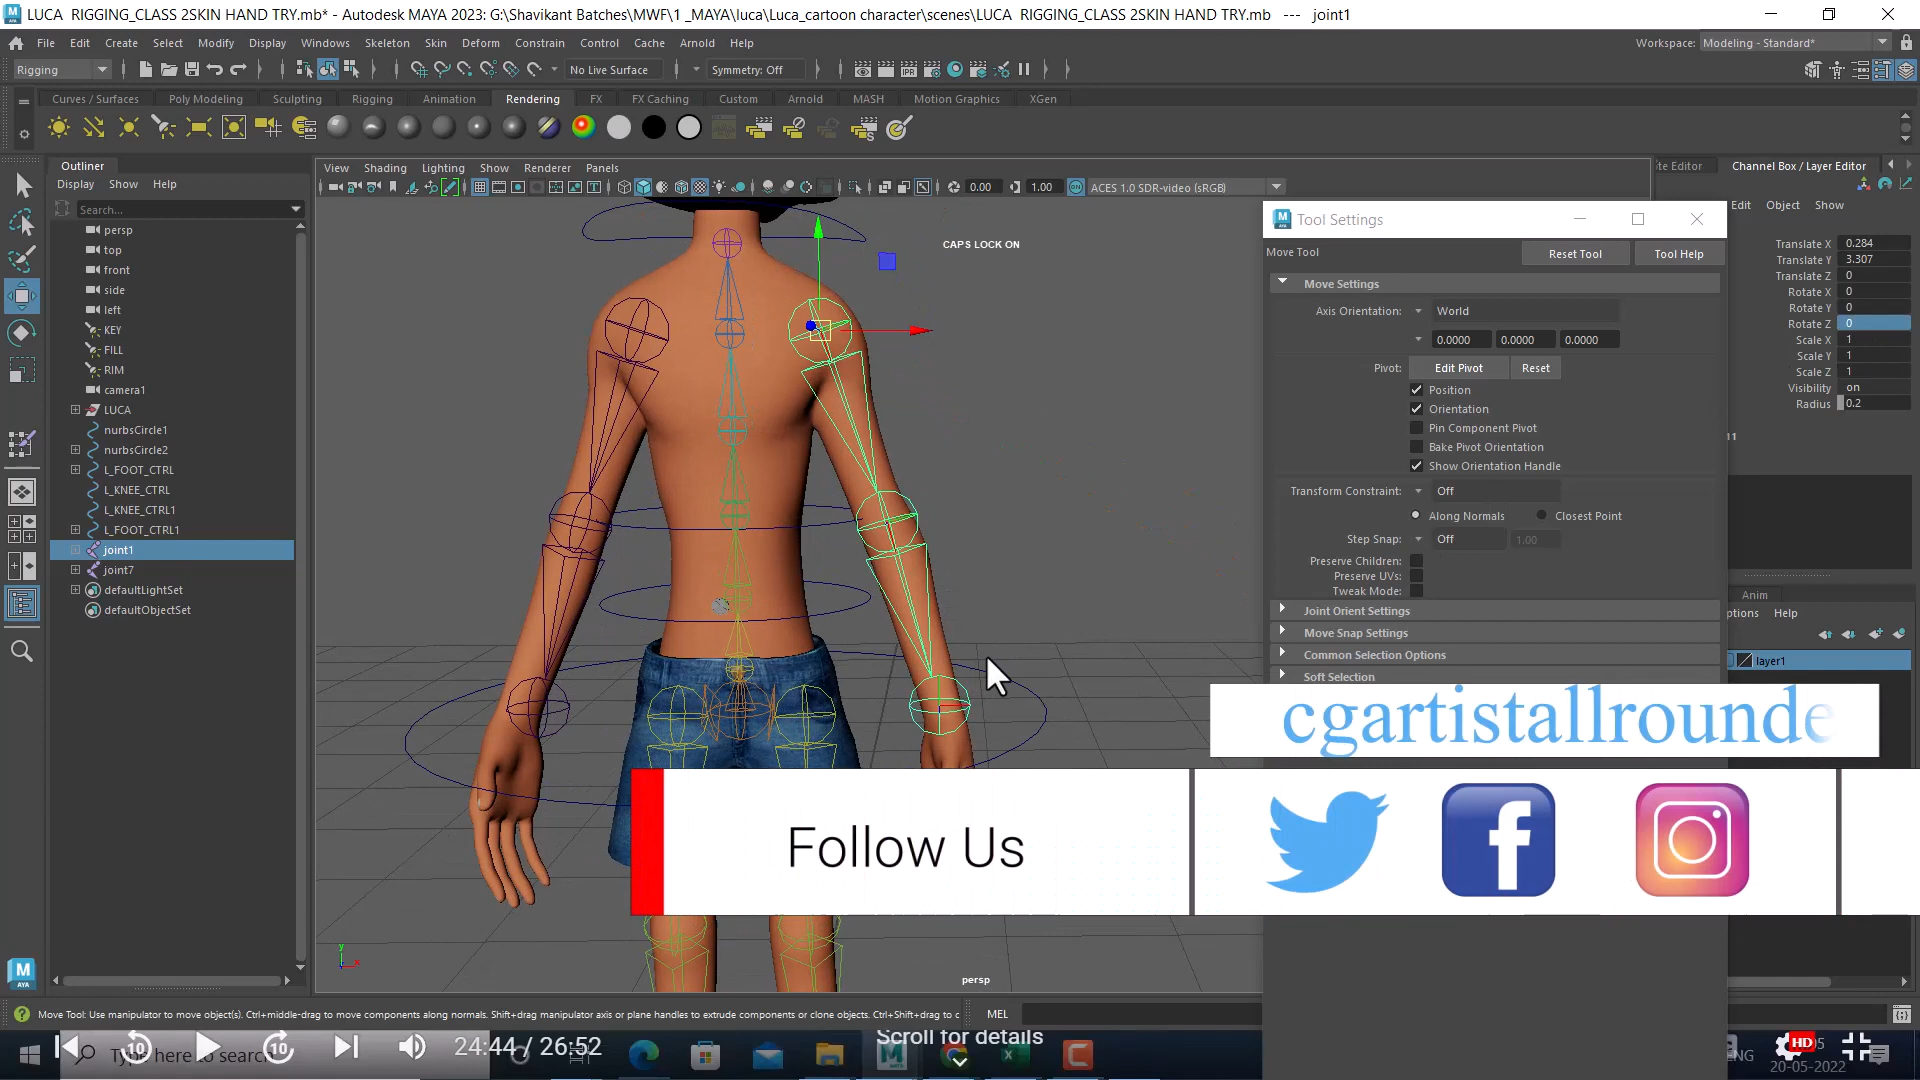 LUCA  RIGGING_CLASS 2SKIN HAND TRY.mb* - Autodesk MAYA 2023: G:\Shavikant Batches\MWF\1 _MAYA\luca\Luca_cartoon character\scenes\LUCA  RIGGING_CLASS 2SKIN HAND TRY.mb   ---   joint1
File Edit Create Select Modify Display Windows Skeleton Skin Deform Constrain Control Cache Arnold Help
Workspace: Modeling - Standard*
Rigging
No Live Surface
Symmetry: Off
Curves / Surfaces Poly Modeling Sculpting Rigging Animation Rendering FX FX Caching Custom Arnold MASH Motion Graphics XGen
Outliner
Display Show Help
Search...
persp
top
front
side
left
KEY
FILL
RIM
camera1
LUCA
nurbsCircle1
nurbsCircle2
L_FOOT_CTRL
L_KNEE_CTRL
L_KNEE_CTRL1
L_FOOT_CTRL1
joint1
joint7
defaultLightSet
defaultObjectSet
View Shading Lighting Show Renderer Panels
0.00 1.00 ACES 1.0 SDR-video (sRGB)
CAPS LOCK ON
persp
Tool Settings
Move Tool
Reset Tool Tool Help
Move Settings
Axis Orientation: World
0.0000 0.0000 0.0000
Pivot: Edit Pivot Reset
Position
Orientation
Pin Component Pivot
Bake Pivot Orientation
Show Orientation Handle
Transform Constraint: Off
Along Normals Closest Point
Step Snap: Off 1.00
Preserve Children:
Preserve UVs:
Tweak Mode:
Joint Orient Settings
Move Snap Settings
Common Selection Options
Soft Selection
te Editor Channel Box / Layer Editor
Edit Object Show
Translate X 0.284
Translate Y 3.307
Translate Z 0
Rotate X 0
Rotate Y 0
Rotate Z 0
Scale X 1
Scale Y 1
Scale Z 1
Visibility on
Radius 0.2
Anim
ptions Help
layer1
cgartistallrounde
Follow Us
Move Tool: Use manipulator to move object(s). Ctrl+middle-drag to move components along normals. Shift+drag manipulator axis or plane handles to extrude components or clone objects. Ctrl+Shift+drag to c
MEL
Type here to search
24:44 / 26:52
Scroll for details
HD
20-05-2022